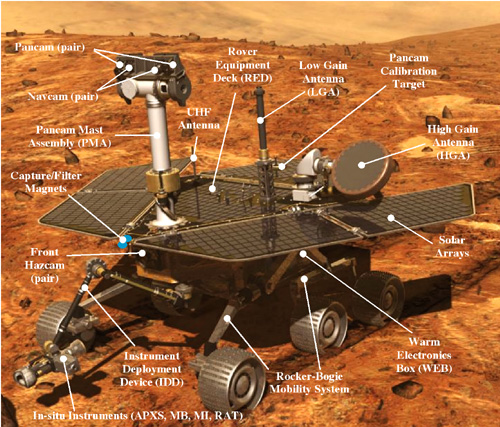 Pancam (pair)
Navcam (pair)
Pancam Mast
Assembly (PMA)
Capture/Filter
Magnets
Front
Hazcam
(pair)
Instrument
Deployment
Device (IDD)
In-situ Instruments (APXS, MB, MI, RAT)
UHF
Antenna
Rover
Equipment
Deck (RED)
Low Gain
Antenna
(LGA)
Pancam
Calibration
Target
High Gain
Antenna
(HGA)
Solar
Arrays
Warm
Electronics
Box (WEB)
Rocker-Bogie
Mobility System